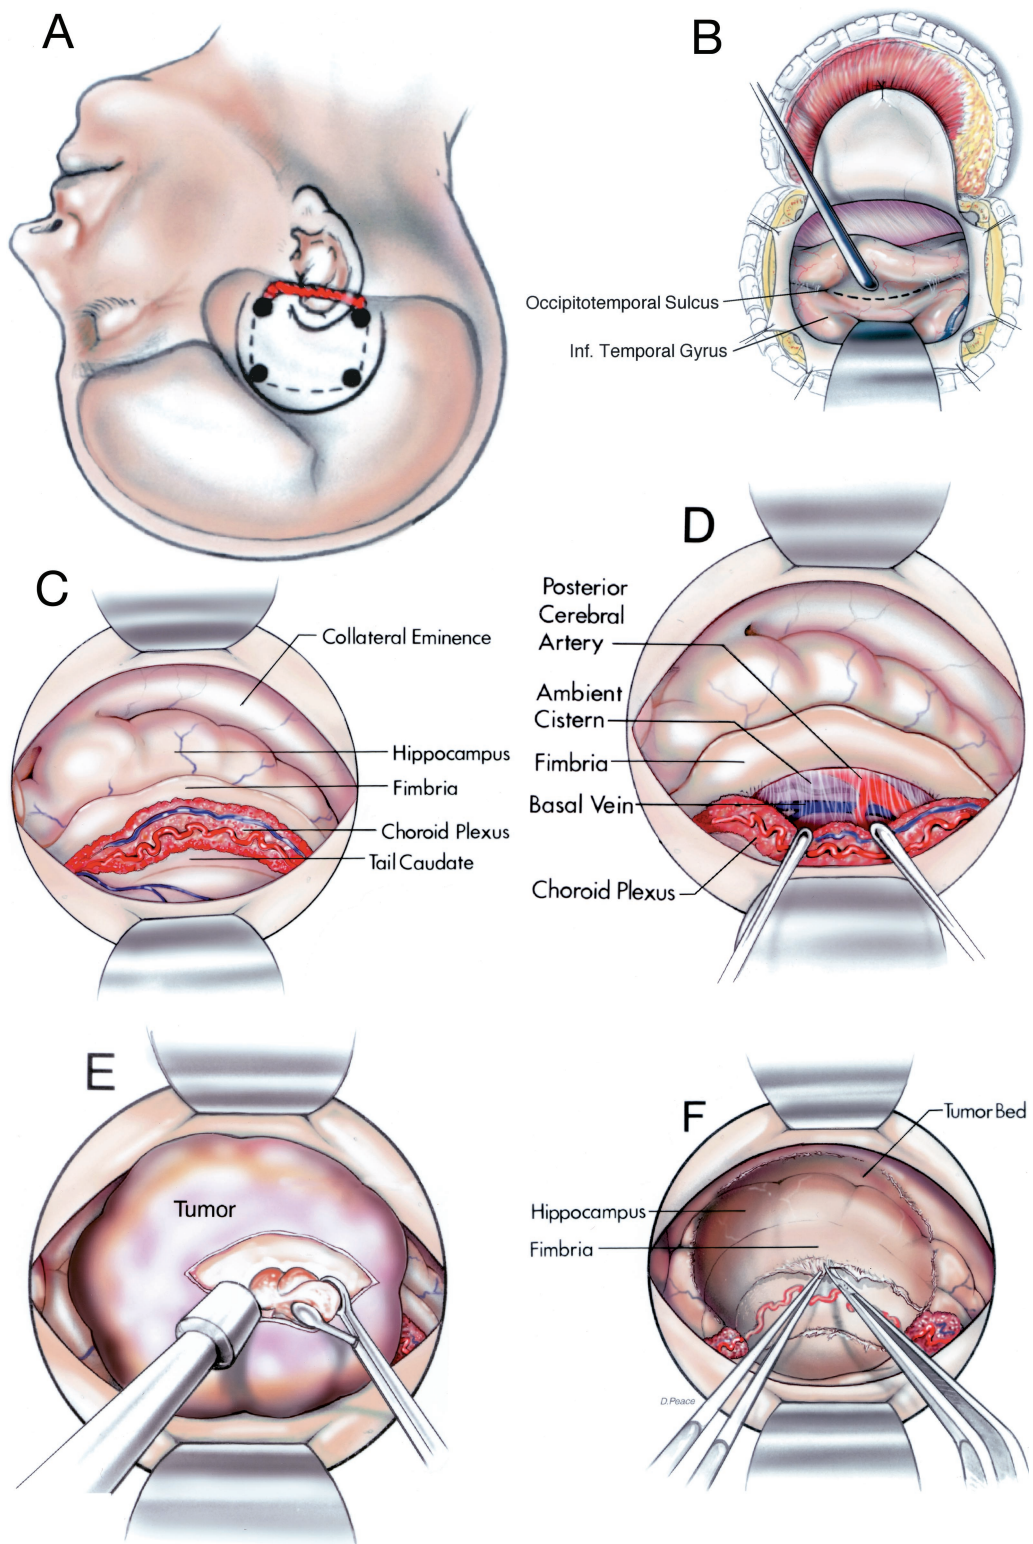 A
B
Occipitotemporal Sulcus
Inf. Temporal Gyrus
C
Collateral Eminence
Hippocampus
Fimbria
Choroid Plexus
Tail Caudate
D
Posterior
Cerebral
Artery
Ambient
Cistern
Fimbria
Basal Vein
Choroid Plexus
E
Tumor
F
Tumor Bed
Hippocampus
Fimbria
D.Peace